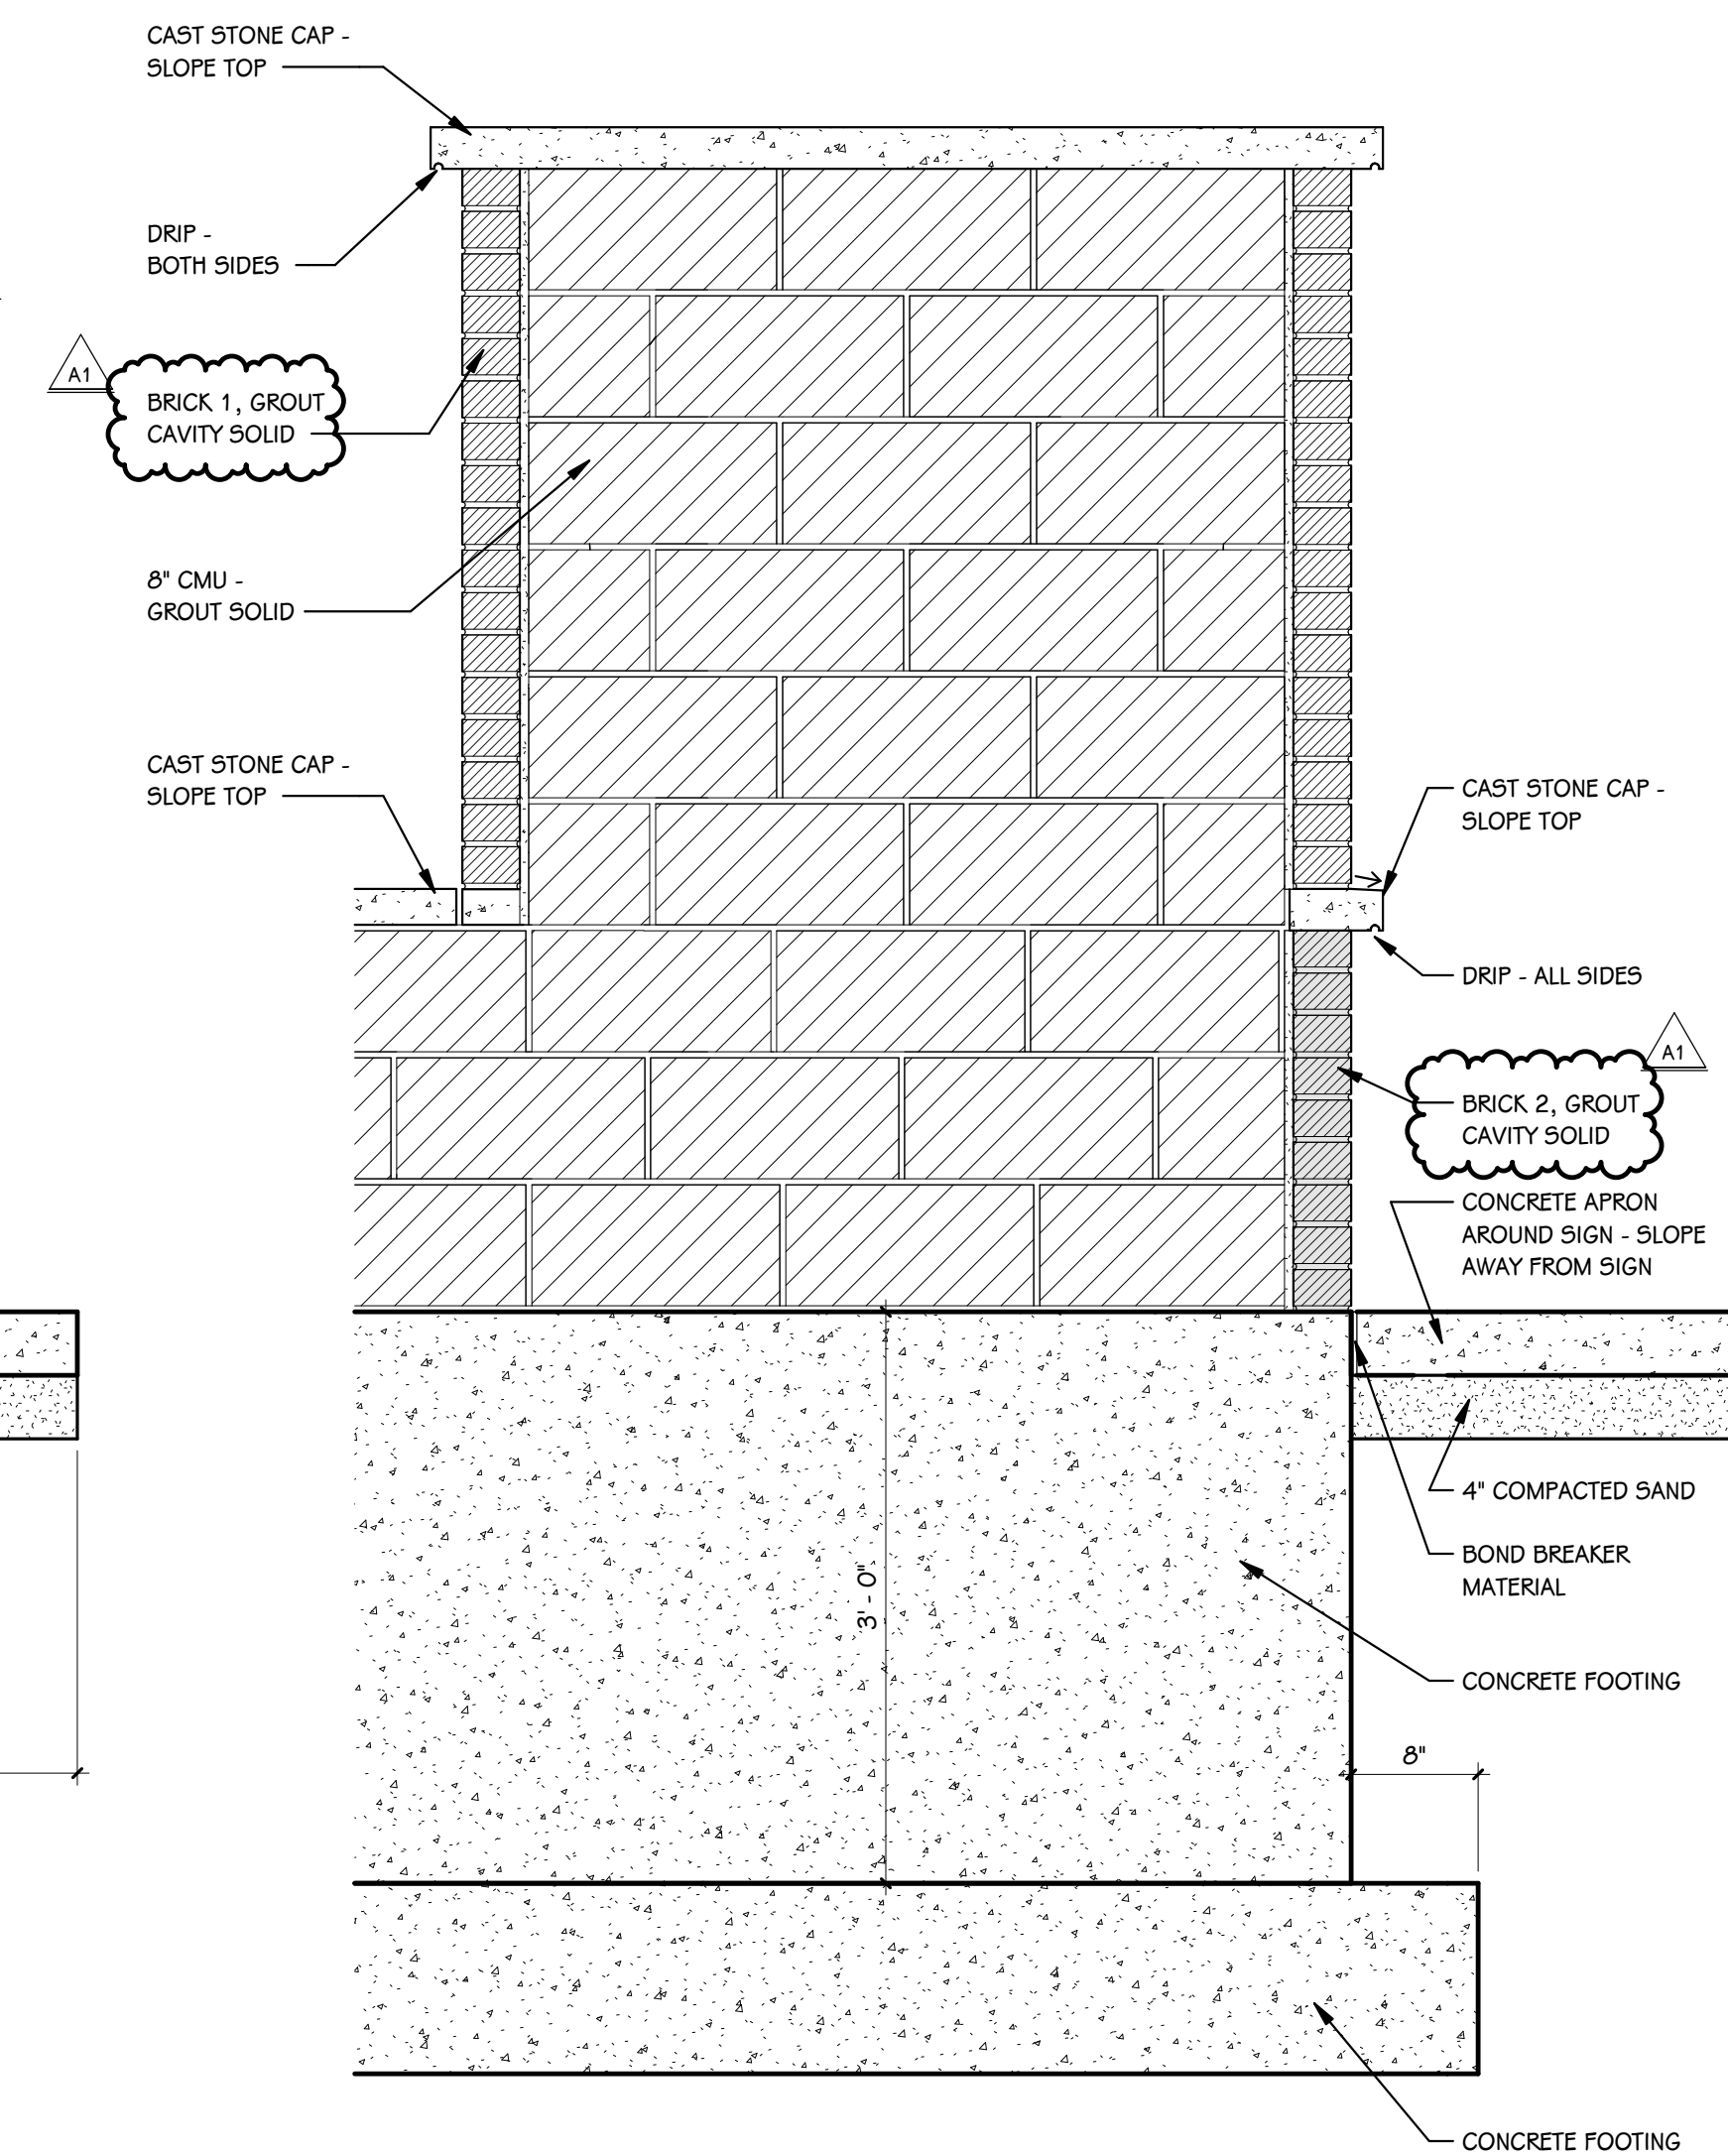 CAST STONE CAP -
SLOPE TOP
DRIP -
BOTH SIDES
A1
BRICK 1, GROUT
CAVITY SOLID
8" CMU -
GROUT SOLID
CAST STONE CAP -
SLOPE TOP
CAST STONE CAP -
SLOPE TOP
DRIP - ALL SIDES
A1
BRICK 2, GROUT
CAVITY SOLID
CONCRETE APRON
AROUND SIGN - SLOPE
AWAY FROM SIGN
4" COMPACTED SAND
BOND BREAKER
MATERIAL
3' - 0"
CONCRETE FOOTING
8"
CONCRETE FOOTING